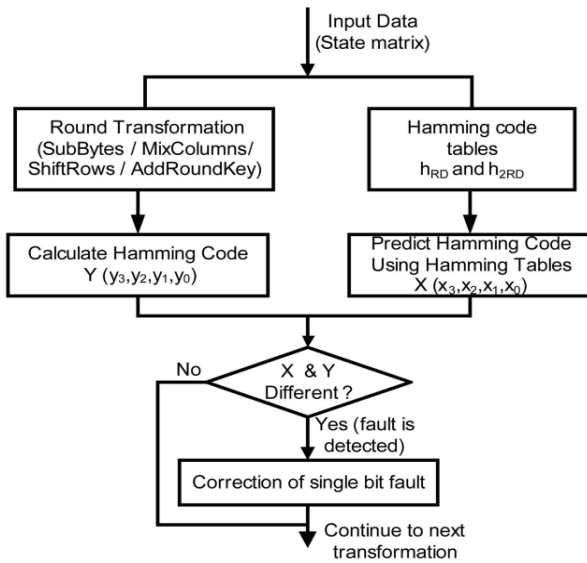 Input Data
(State matrix)
Round Transformation
(SubBytes / MixColumns/
ShiftRows / AddRoundKey)
Hamming code
tables
h_RD and h_2RD
Calculate Hamming Code
Y (y₃,y₂,y₁,y₀)
Predict Hamming Code
Using Hamming Tables
X (x₃,x₂,x₁,x₀)
No
X & Y
Different ?
Yes (fault is
detected)
Correction of single bit fault
Continue to next
transformation